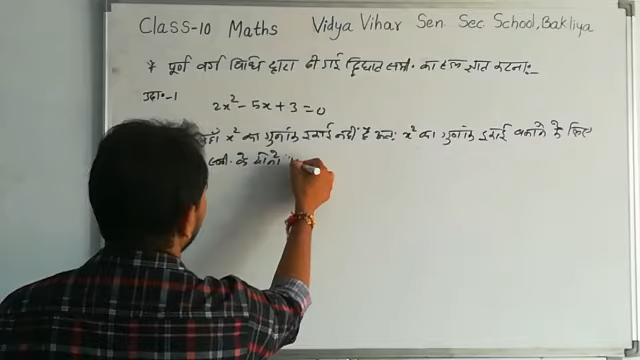 Class-10 Maths Vidya Vihar Sen. Sec. School, Bakliya
* पूर्ण वर्ग विधि द्वारा दी गई द्विघात समी. का हल ज्ञात करना:-
उदा.-1
2x² - 5x + 3 = 0
यहाँ x² का गुणांक इकाई नहीं है अतः x² का गुणांक इकाई बनाने के लिए
समी. के दोनों